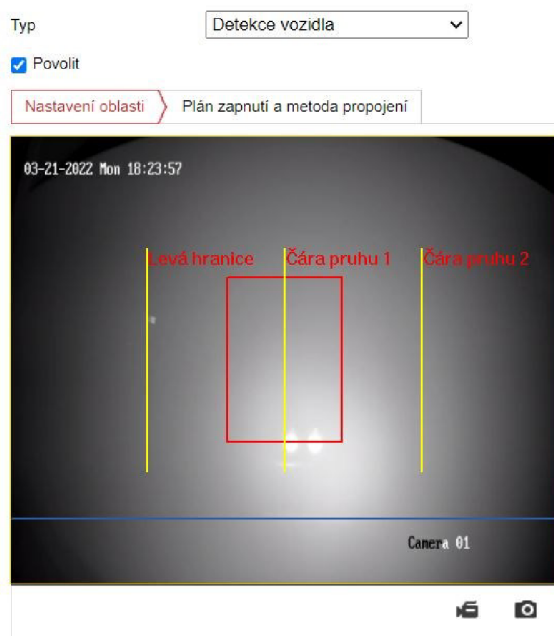 Typ
Detekce vozidla
Povolit
Nastavení oblasti
Plán zapnutí a metoda propojení
03-21-2022 Mon 18:23:57
Levá hranice
Čára pruhu 1
Čára pruhu 2
Camera 01